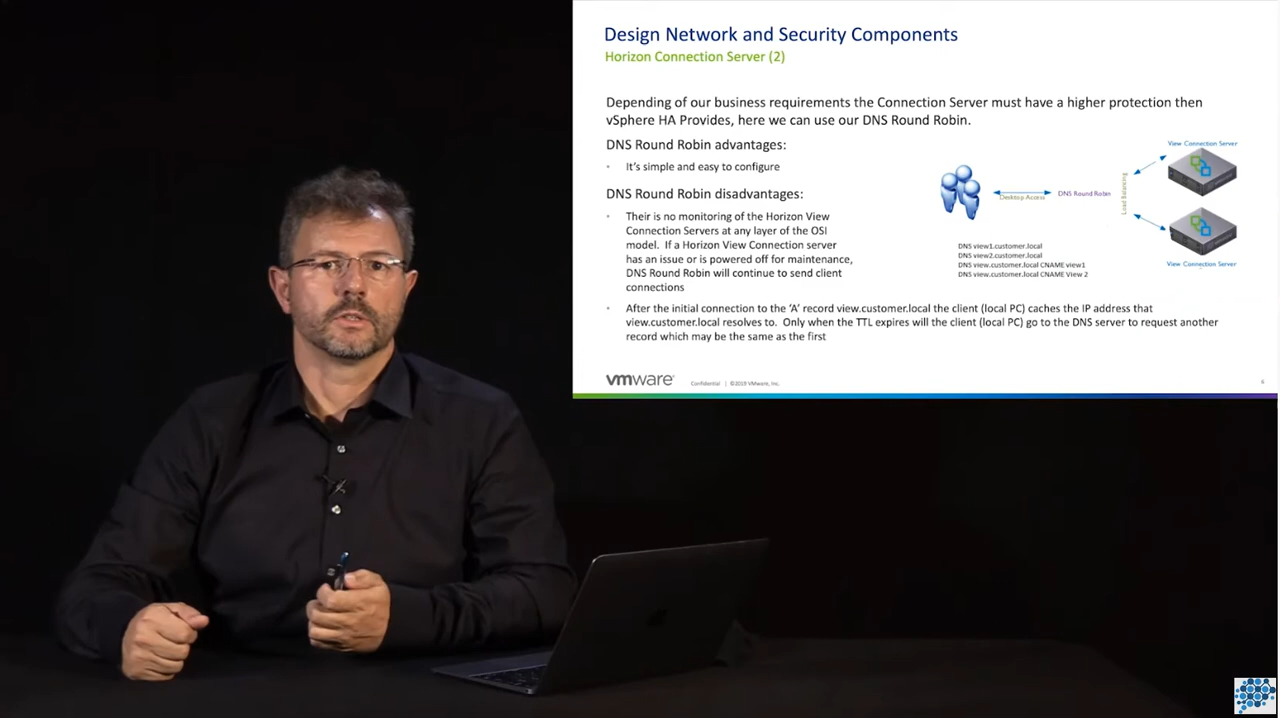 Design Network and Security Components
Horizon Connection Server (2)
Depending of our business requirements the Connection Server must have a higher protection then
vSphere HA Provides, here we can use our DNS Round Robin.
DNS Round Robin advantages:
It's simple and easy to configure
DNS Round Robin disadvantages:
Their is no monitoring of the Horizon View
Connection Servers at any layer of the OSI
model. If a Horizon View Connection server
has an issue or is powered off for maintenance,
DNS Round Robin will continue to send client
connections
After the initial connection to the 'A' record view.customer.local the client (local PC) caches the IP address that
view.customer.local resolves to. Only when the TTL expires will the client (local PC) go to the DNS server to request another
record which may be the same as the first
View Connection Server
Desktop Access
DNS Round Robin
Load Balancing
View Connection Server
DNS view1.customer.local
DNS view2.customer.local
DNS view.customer.local CNAME view1
DNS view.customer.local CNAME View 2
vmware
Confidential | ©2019 VMware, Inc.
6